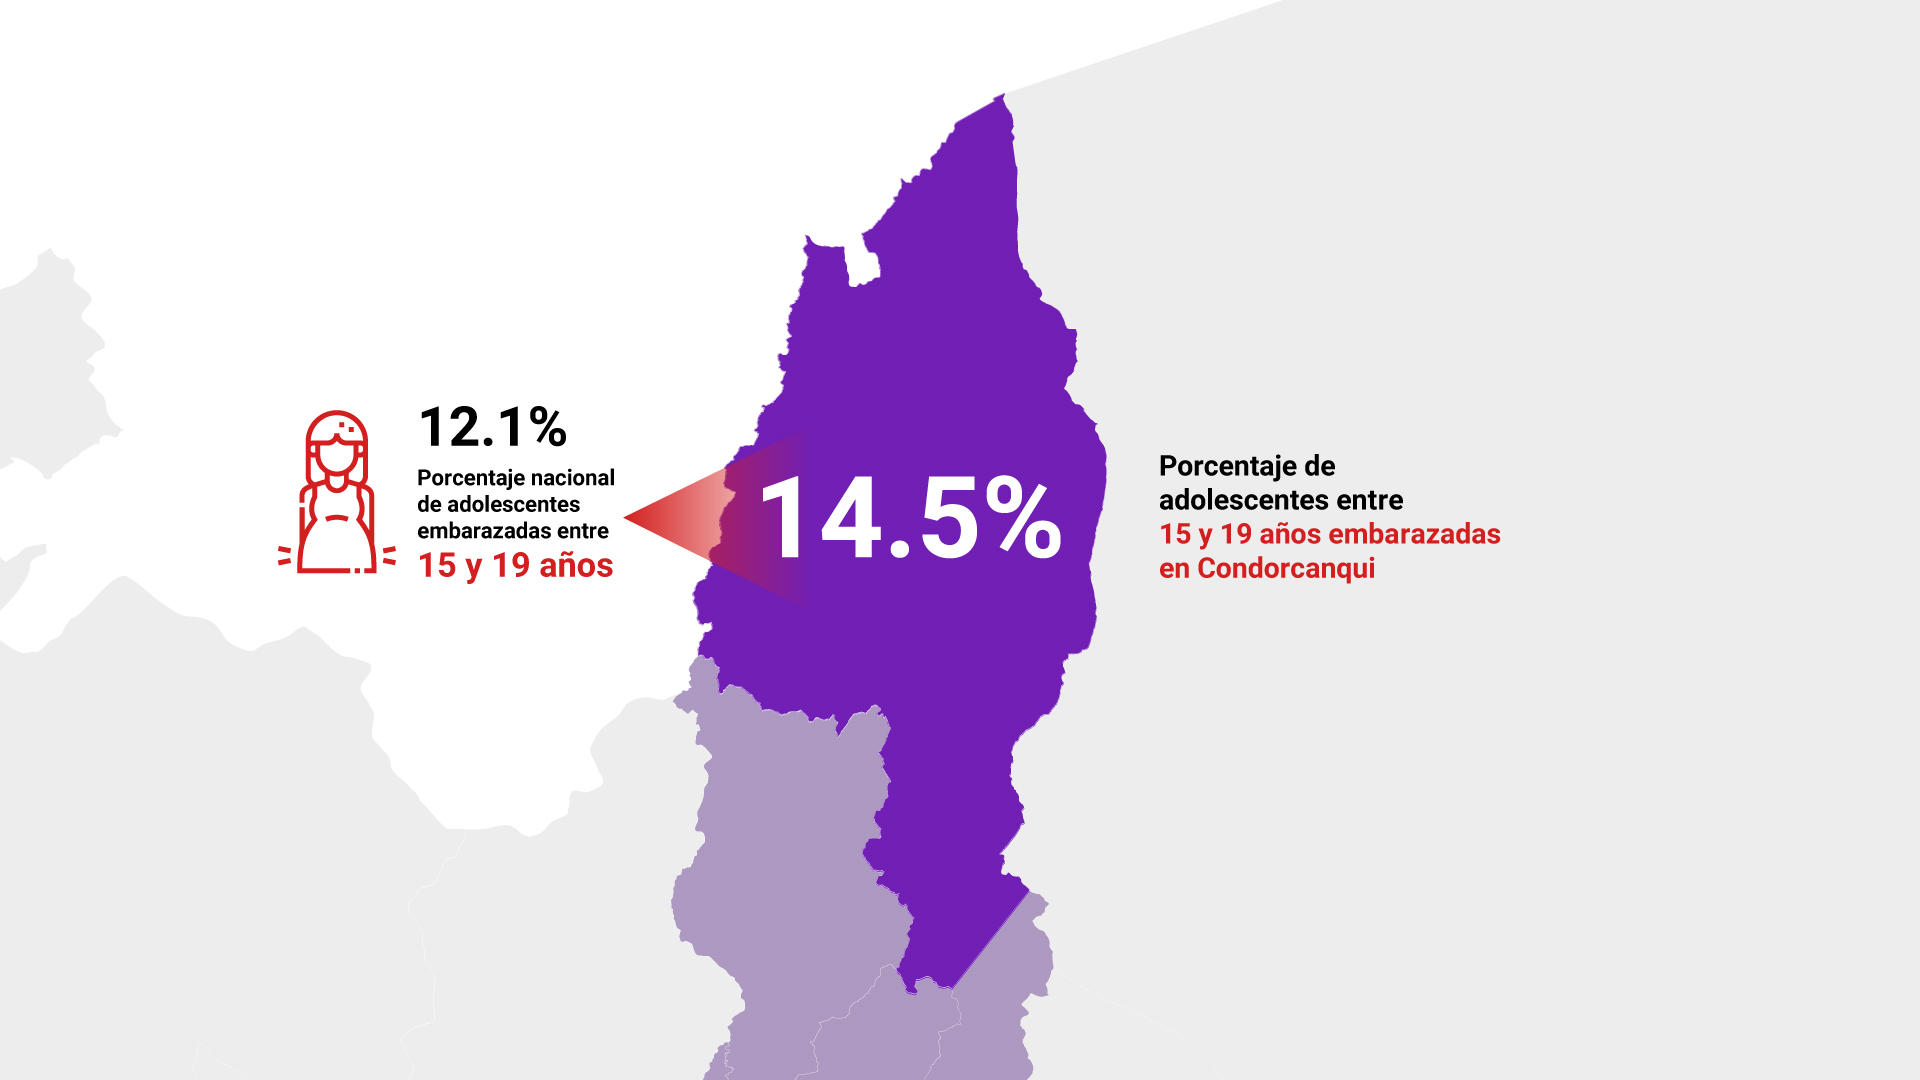 12.1%
Porcentaje nacional
de adolescentes
embarazadas entre
15 y 19 años
14.5%
Porcentaje de
adolescentes entre
15 y 19 años embarazadas
en Condorcanqui